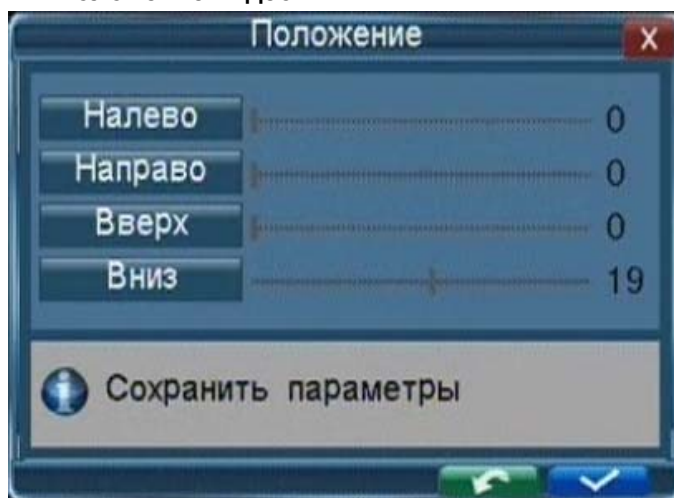 Положение
X
Налево 0
Направо 0
Вверх 0
Вниз 19
Сохранить параметры